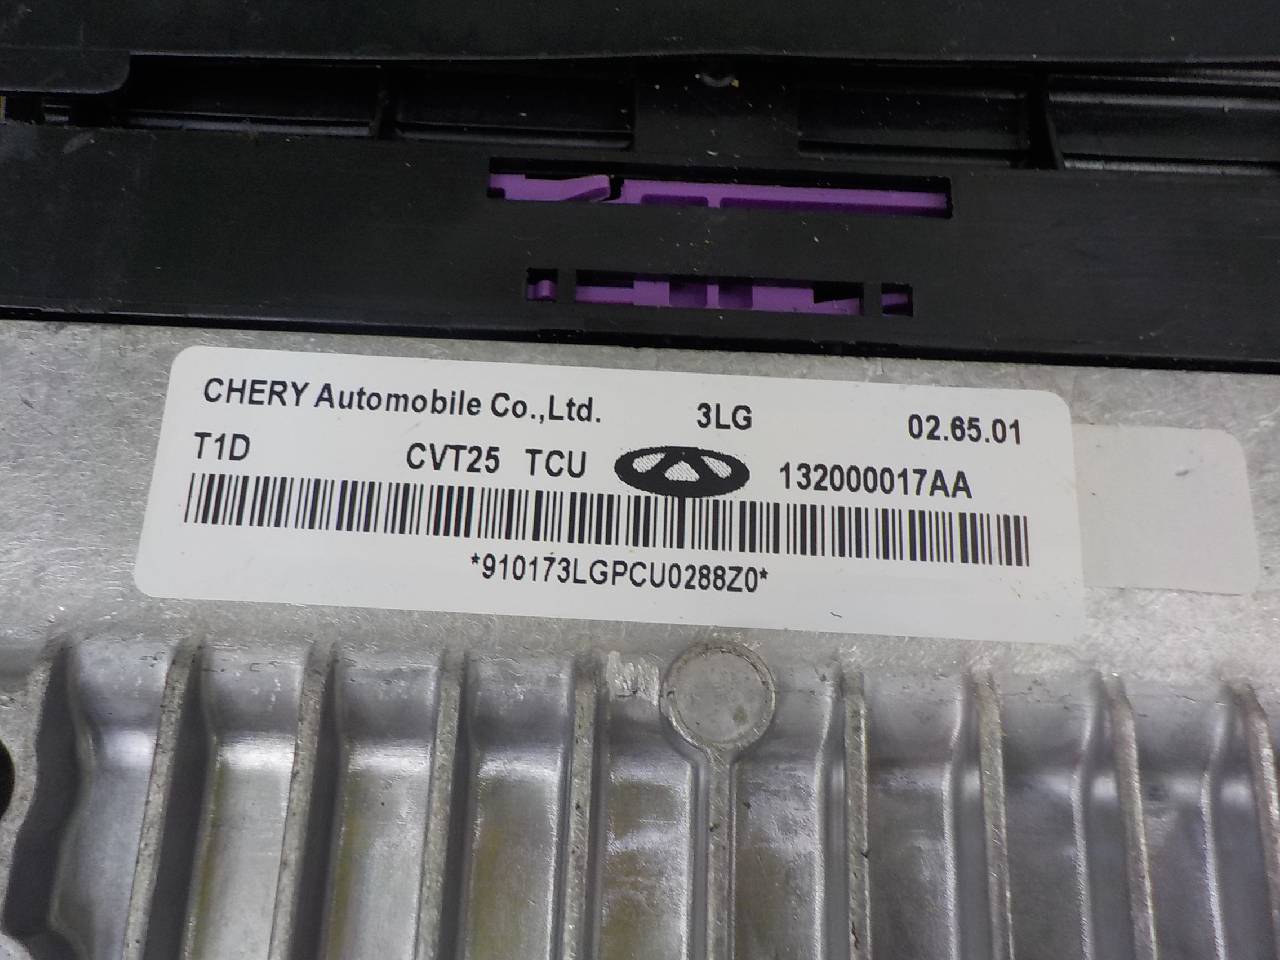 CHERY Automobile Co.,Ltd. 3LG 02.65.01
T1D CVT25 TCU 132000017AA
*910173LGPCU0288Z0*